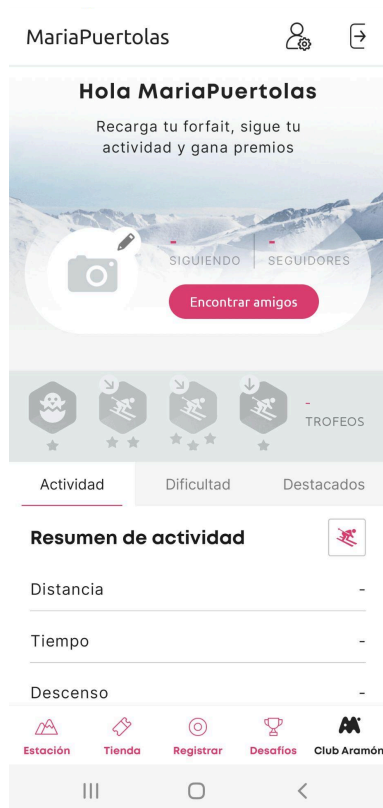 MariaPuertolas
Hola MariaPuertolas
Recarga tu forfait, sigue tu
actividad y gana premios
- -
SIGUIENDO SEGUIDORES
Encontrar amigos
-
TROFEOS
Actividad Dificultad Destacados
Resumen de actividad
Distancia -
Tiempo -
Descenso -
Estación Tienda Registrar Desafíos Club Aramón